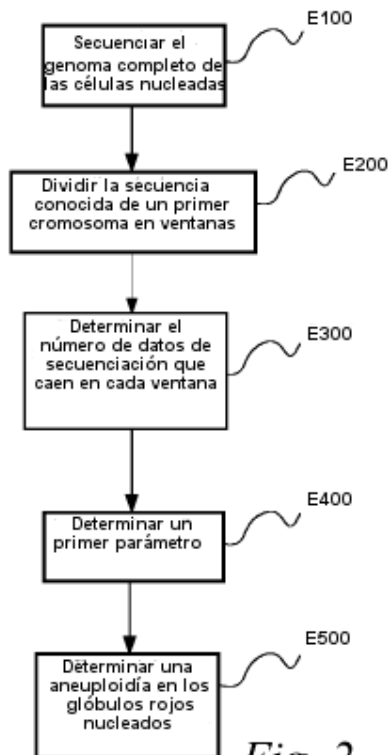 Secuenciar el
genoma completo de
las células nucleadas
E100
Dividir la secuencia
conocida de un primer
cromosoma en ventanas
E200
Determinar el
número de datos de
secuenciación que
caen en cada ventana
E300
Determinar un
primer parámetro
E400
Determinar una
aneuploidía en los
glóbulos rojos
nucleados
E500
Fig. 2